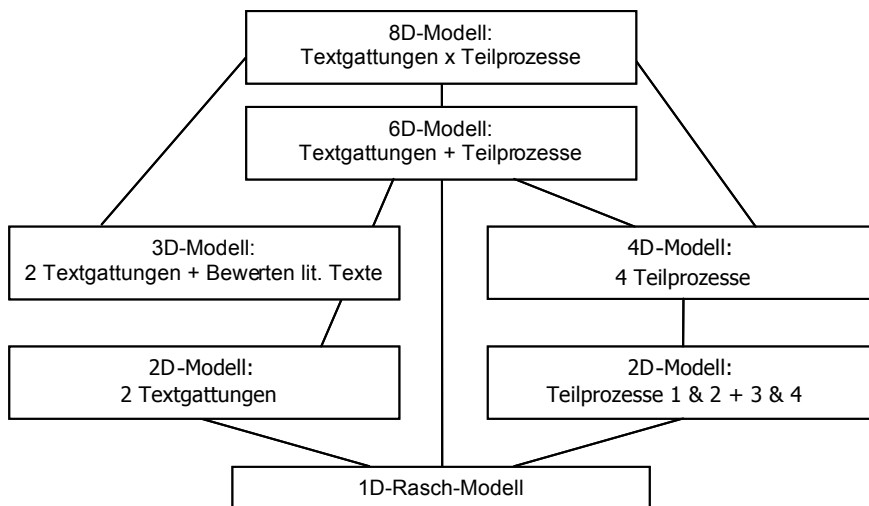 8D-Modell:
Textgattungen x Teilprozesse
6D-Modell:
Textgattungen + Teilprozesse
3D-Modell:
2 Textgattungen + Bewerten lit. Texte
4D-Modell:
4 Teilprozesse
2D-Modell:
2 Textgattungen
2D-Modell:
Teilprozesse 1 & 2 + 3 & 4
1D-Rasch-Modell